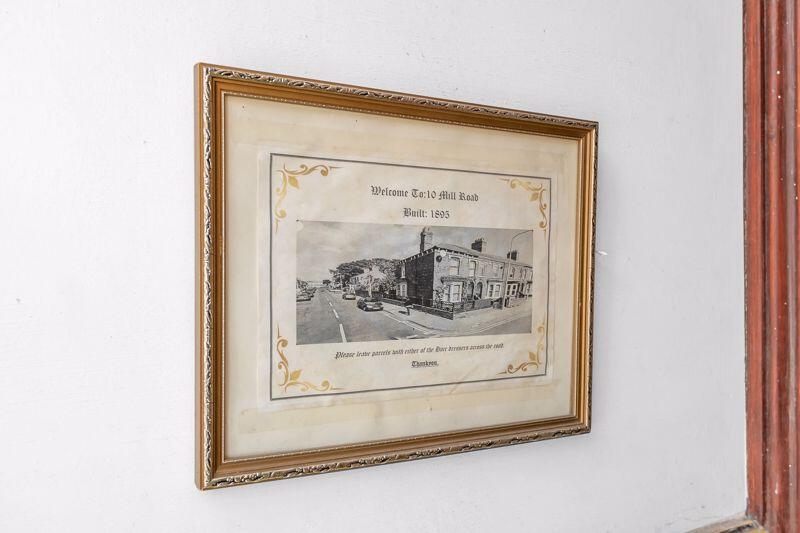 Welcome To:10 Mill Road
Built: 1895
Please leave parcels with either of the Hair dressers across the road.
Thankyou.